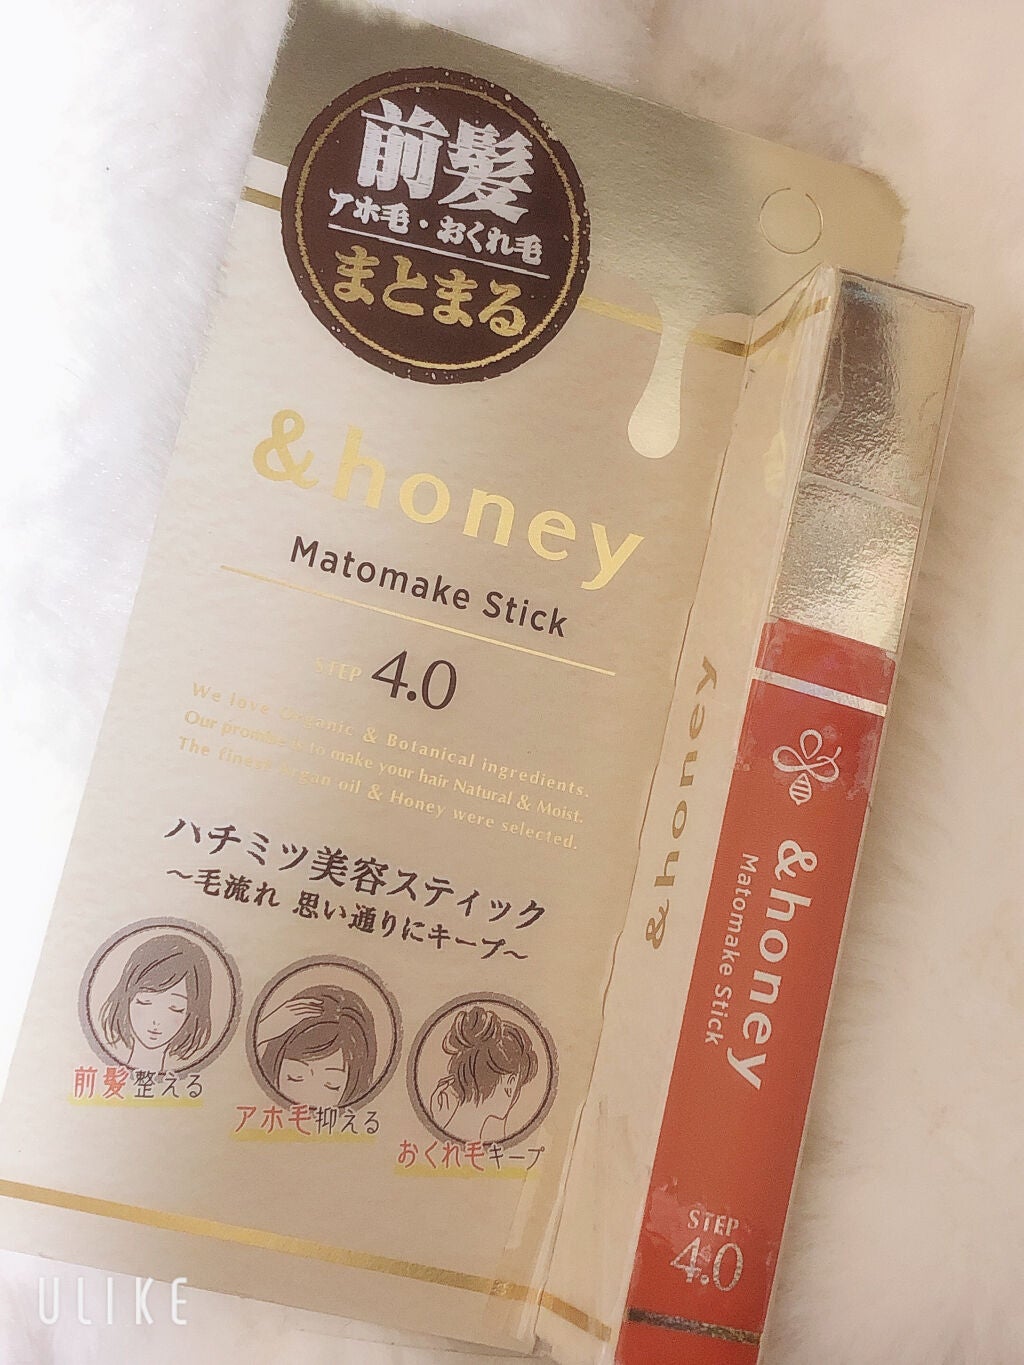 前髪
アホ毛・おくれ毛
まとまる
&honey
Matomake Stick
STEP 4.0
We love Organic & Botanical ingredients.
Our promise is to make your hair Natural & Moist.
The finest Argan oil & Honey were selected.
ハチミツ美容スティック
〜毛流れ 思い通りにキープ〜
前髪整える
アホ毛抑える
おくれ毛キープ
&honey
&honey
Matomake Stick
STEP
4.0
ULIKE